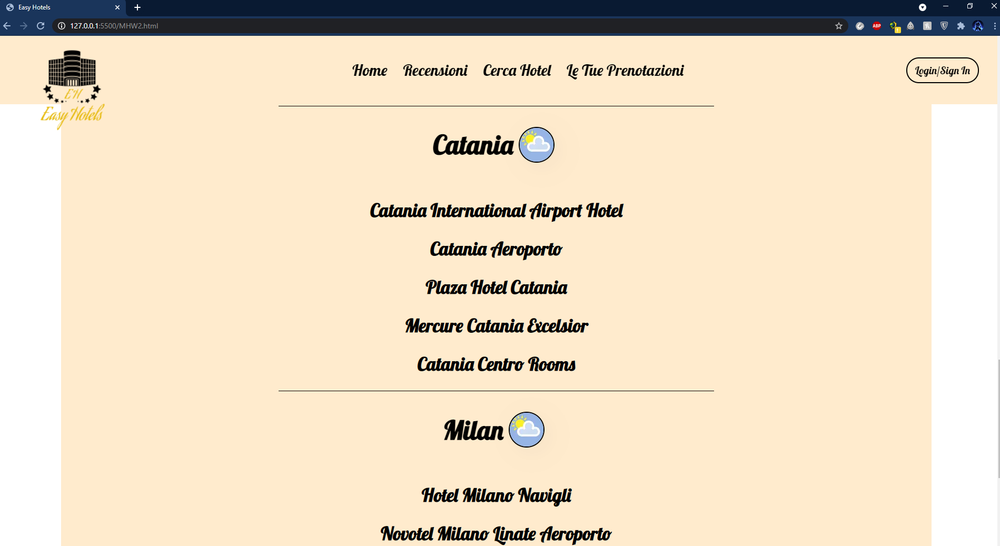 Easy Hotels
127.0.0.1:5500/MHW2.html
ABP
EH
Easy Hotels
Home Recensioni Cerca Hotel Le Tue Prenotazioni
Login/Sign In
Catania
Catania International Airport Hotel
Catania Aeroporto
Plaza Hotel Catania
Mercure Catania Excelsior
Catania Centro Rooms
Milan
Hotel Milano Navigli
Novotel Milano Linate Aeroporto